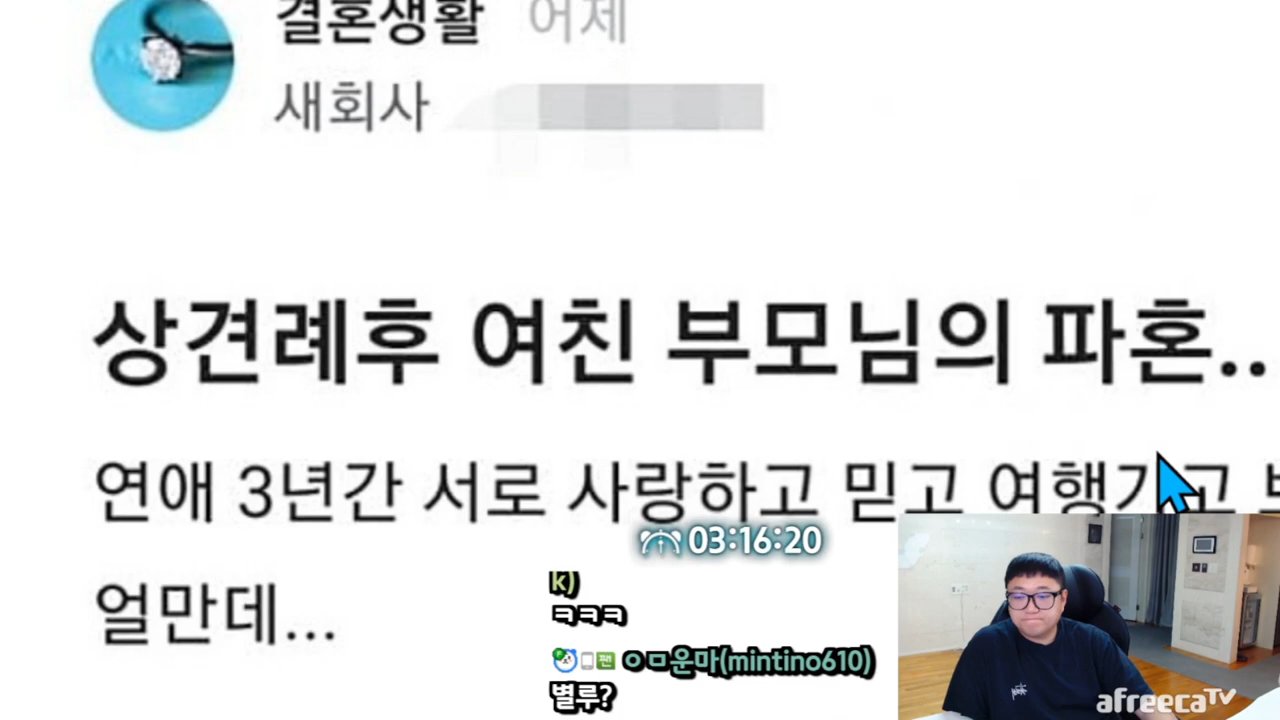 결혼생활 어제
새회사
상견례후 여친 부모님의 파혼..
연애 3년간 서로 사랑하고 믿고 여행가고
얼만데...
03:16:20
k)
ㅋㅋㅋ
팬 ㅇㅁ운마(mintino610)
별루?
afreecaTV